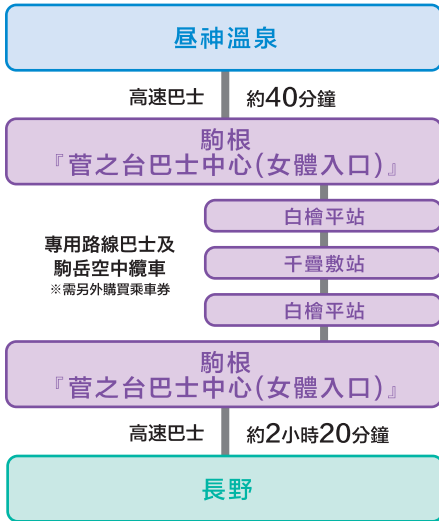 昼神溫泉
高速巴士 約40分鐘
駒根
『菅之台巴士中心(女體入口)』
白檜平站
專用路線巴士及
駒岳空中纜車
※需另外購買乘車券
千疊敷站
白檜平站
駒根
『菅之台巴士中心(女體入口)』
高速巴士 約2小時20分鐘
長野